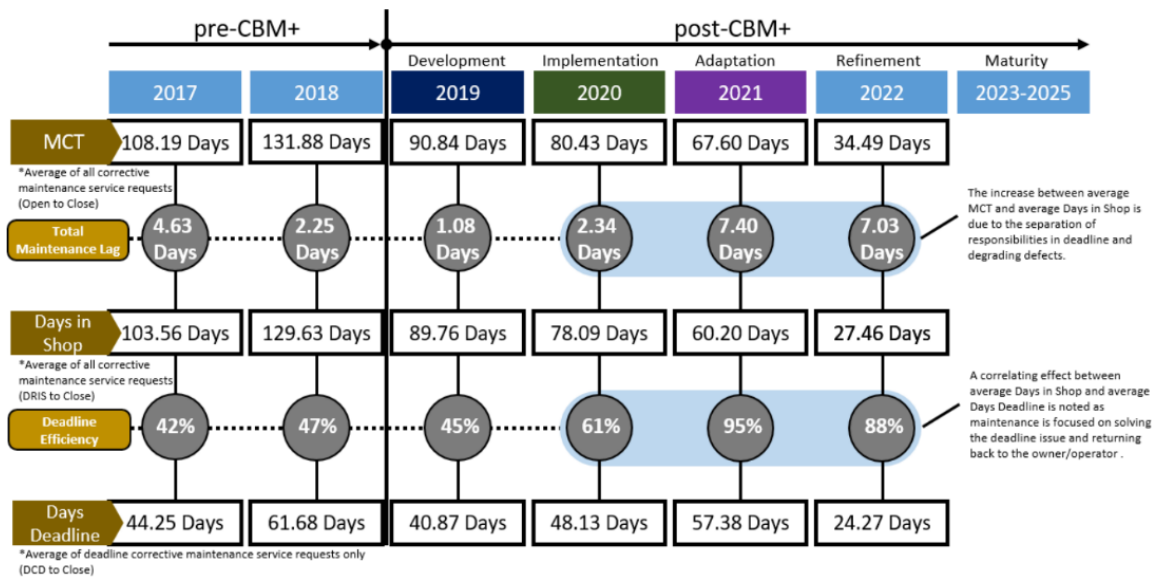 pre-CBM+
post-CBM+
Development
Implementation
Adaptation
Refinement
Maturity
2017
2018
2019
2020
2021
2022
2023-2025
MCT
108.19 Days
131.88 Days
90.84 Days
80.43 Days
67.60 Days
34.49 Days
*Average of all corrective
maintenance service requests
(Open to Close)
Total
Maintenance Lag
4.63
Days
2.25
Days
1.08
Days
2.34
Days
7.40
Days
7.03
Days
The increase between average
MCT and average Days in Shop is
due to the separation of
responsibilities in deadline and
degrading defects.
Days in
Shop
103.56 Days
129.63 Days
89.76 Days
78.09 Days
60.20 Days
27.46 Days
*Average of all corrective
maintenance service requests
(DRIS to Close)
Deadline
Efficiency
42%
47%
45%
61%
95%
88%
A correlating effect between
average Days in Shop and average
Days Deadline is noted as
maintenance is focused on solving
the deadline issue and returning
back to the owner/operator .
Days
Deadline
44.25 Days
61.68 Days
40.87 Days
48.13 Days
57.38 Days
24.27 Days
*Average of deadline corrective maintenance service requests only
(DCD to Close)